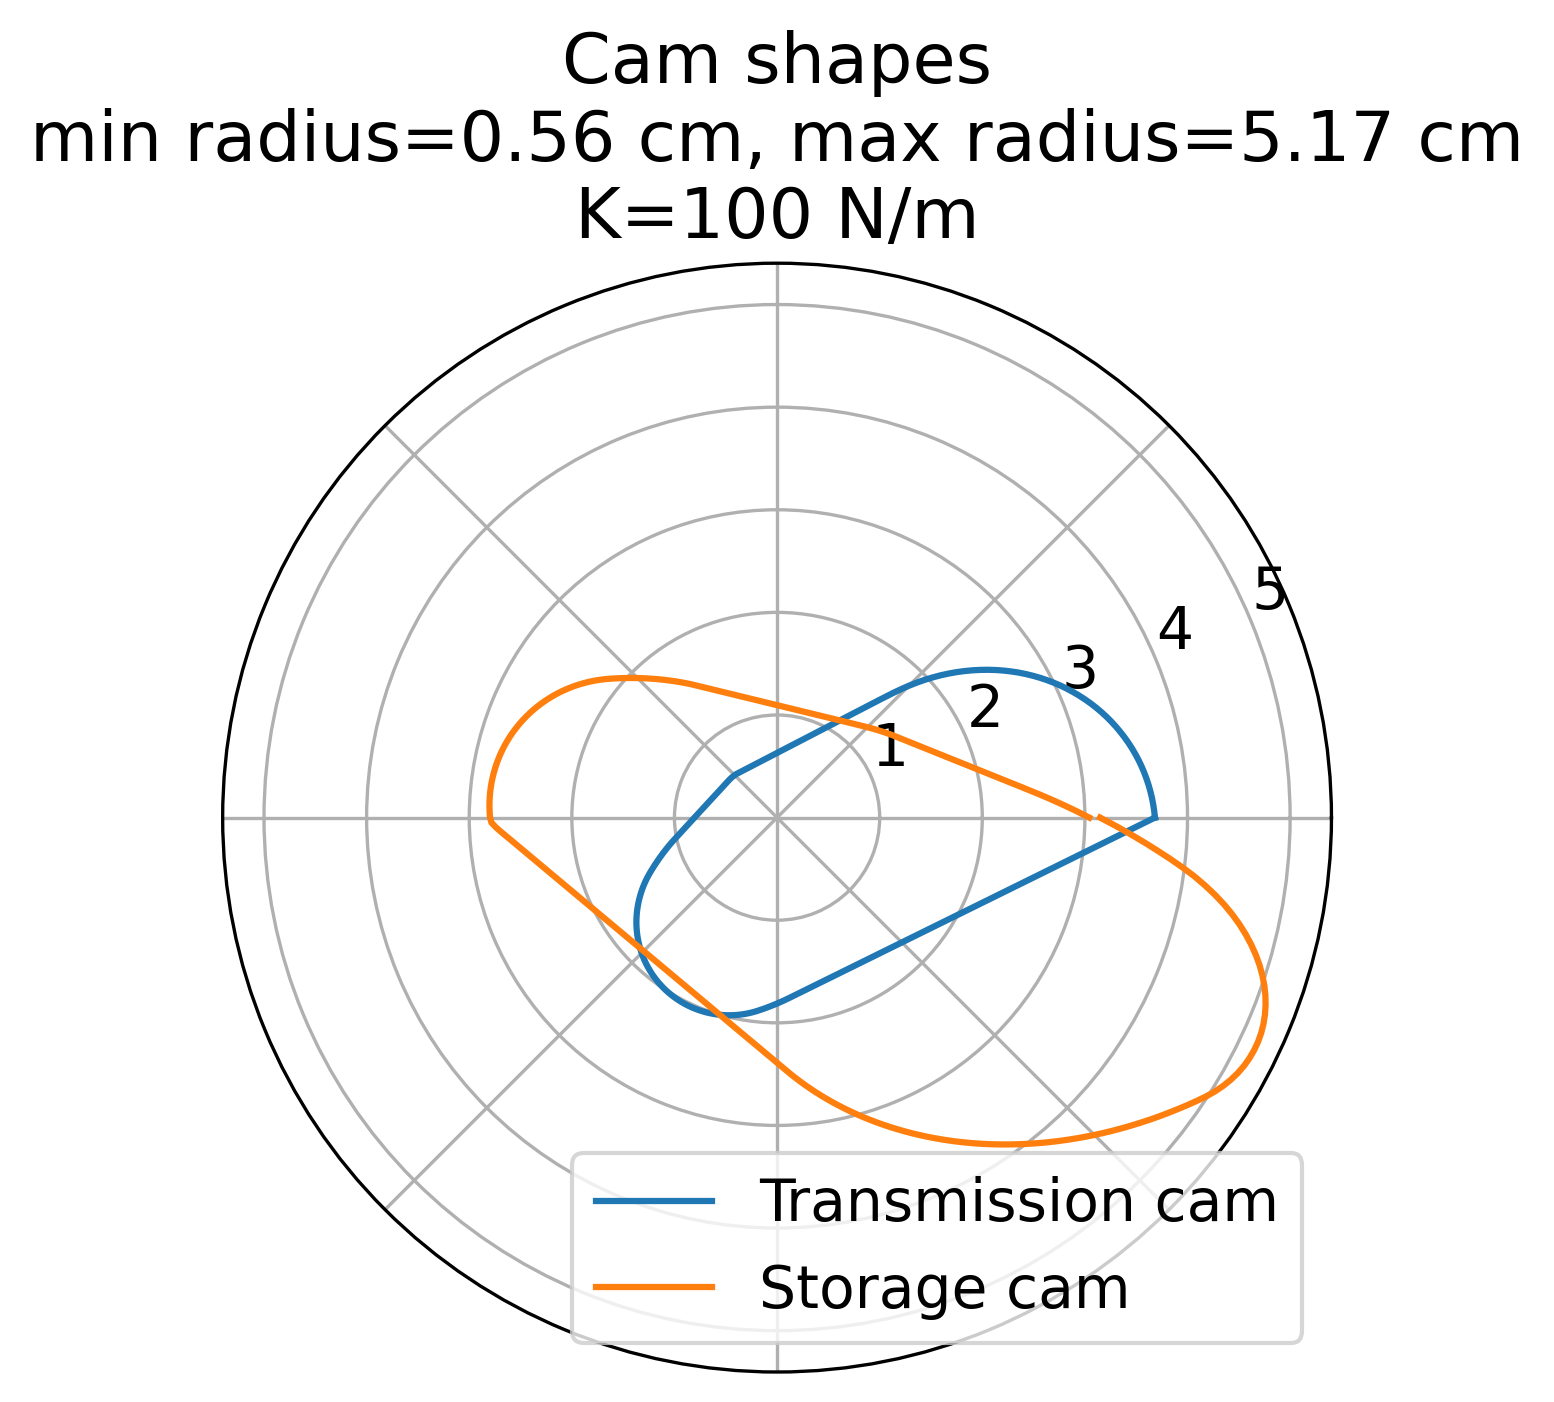 Cam shapes
min radius=0.56 cm, max radius=5.17 cm
K=100 N/m
5
4
3
2
1
Transmission cam
Storage cam